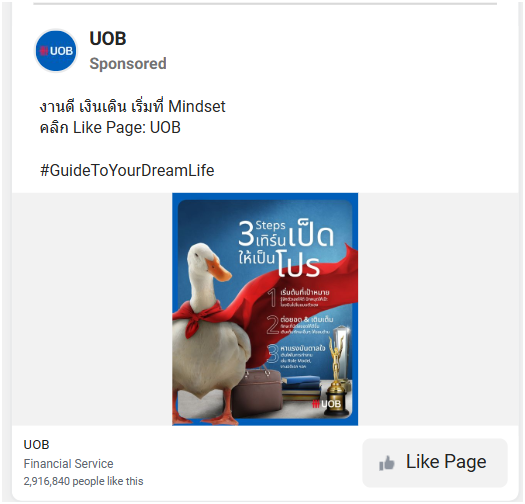 UOB
UOB
Sponsored
งานดี เงินเดิน เริ่มที่ Mindset
คลิก Like Page: UOB
#GuideToYourDreamLife
3 Steps
เทิร์นเป็ด
ให้เป็นโปร
1 เริ่มต้นที่เป้าหมาย
2 ต่อยอด & เติมเต็ม
3 หาแรงบันดาลใจ
UOB
UOB
Financial Service
2,916,840 people like this
Like Page